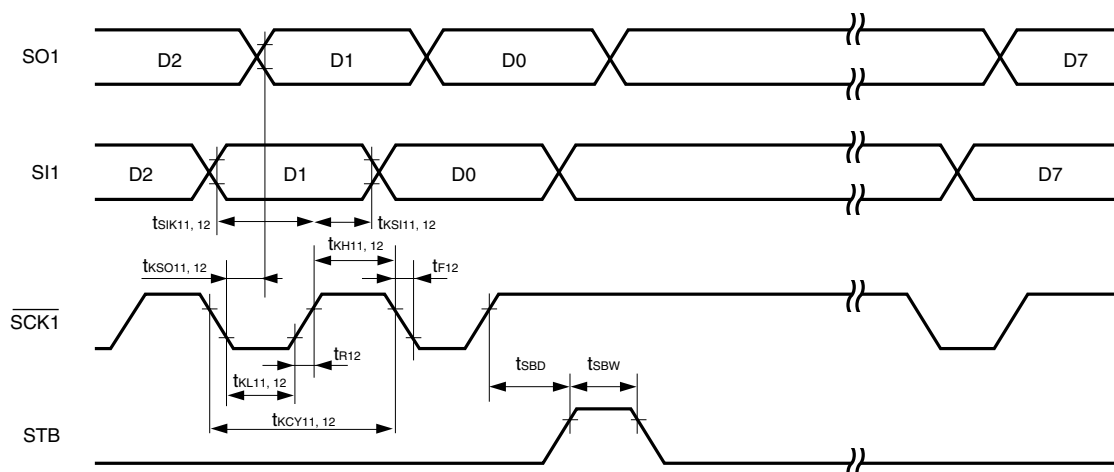 SO1 D2 D1 D0 D7
SI1 D2 D1 D0 D7
tSIK11, 12 tKSI11, 12
tKSO11, 12 tKH11, 12 tF12
SCK1
tR12
tKL11, 12 tSBD tSBW
tKCY11, 12
STB